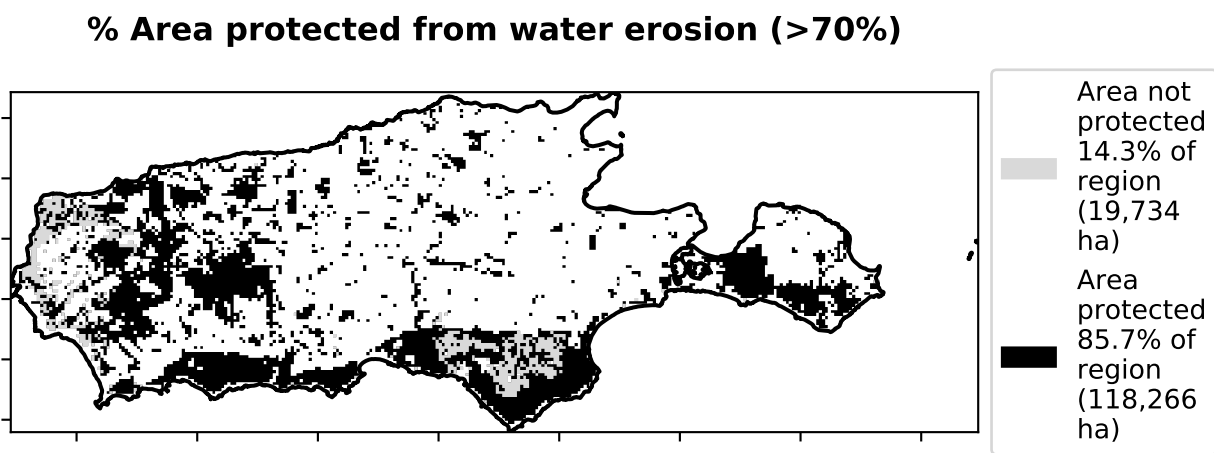 % Area protected from water erosion (>70%)
Area not
protected
14.3% of
region
(19,734
ha)
Area
protected
85.7% of
region
(118,266
ha)